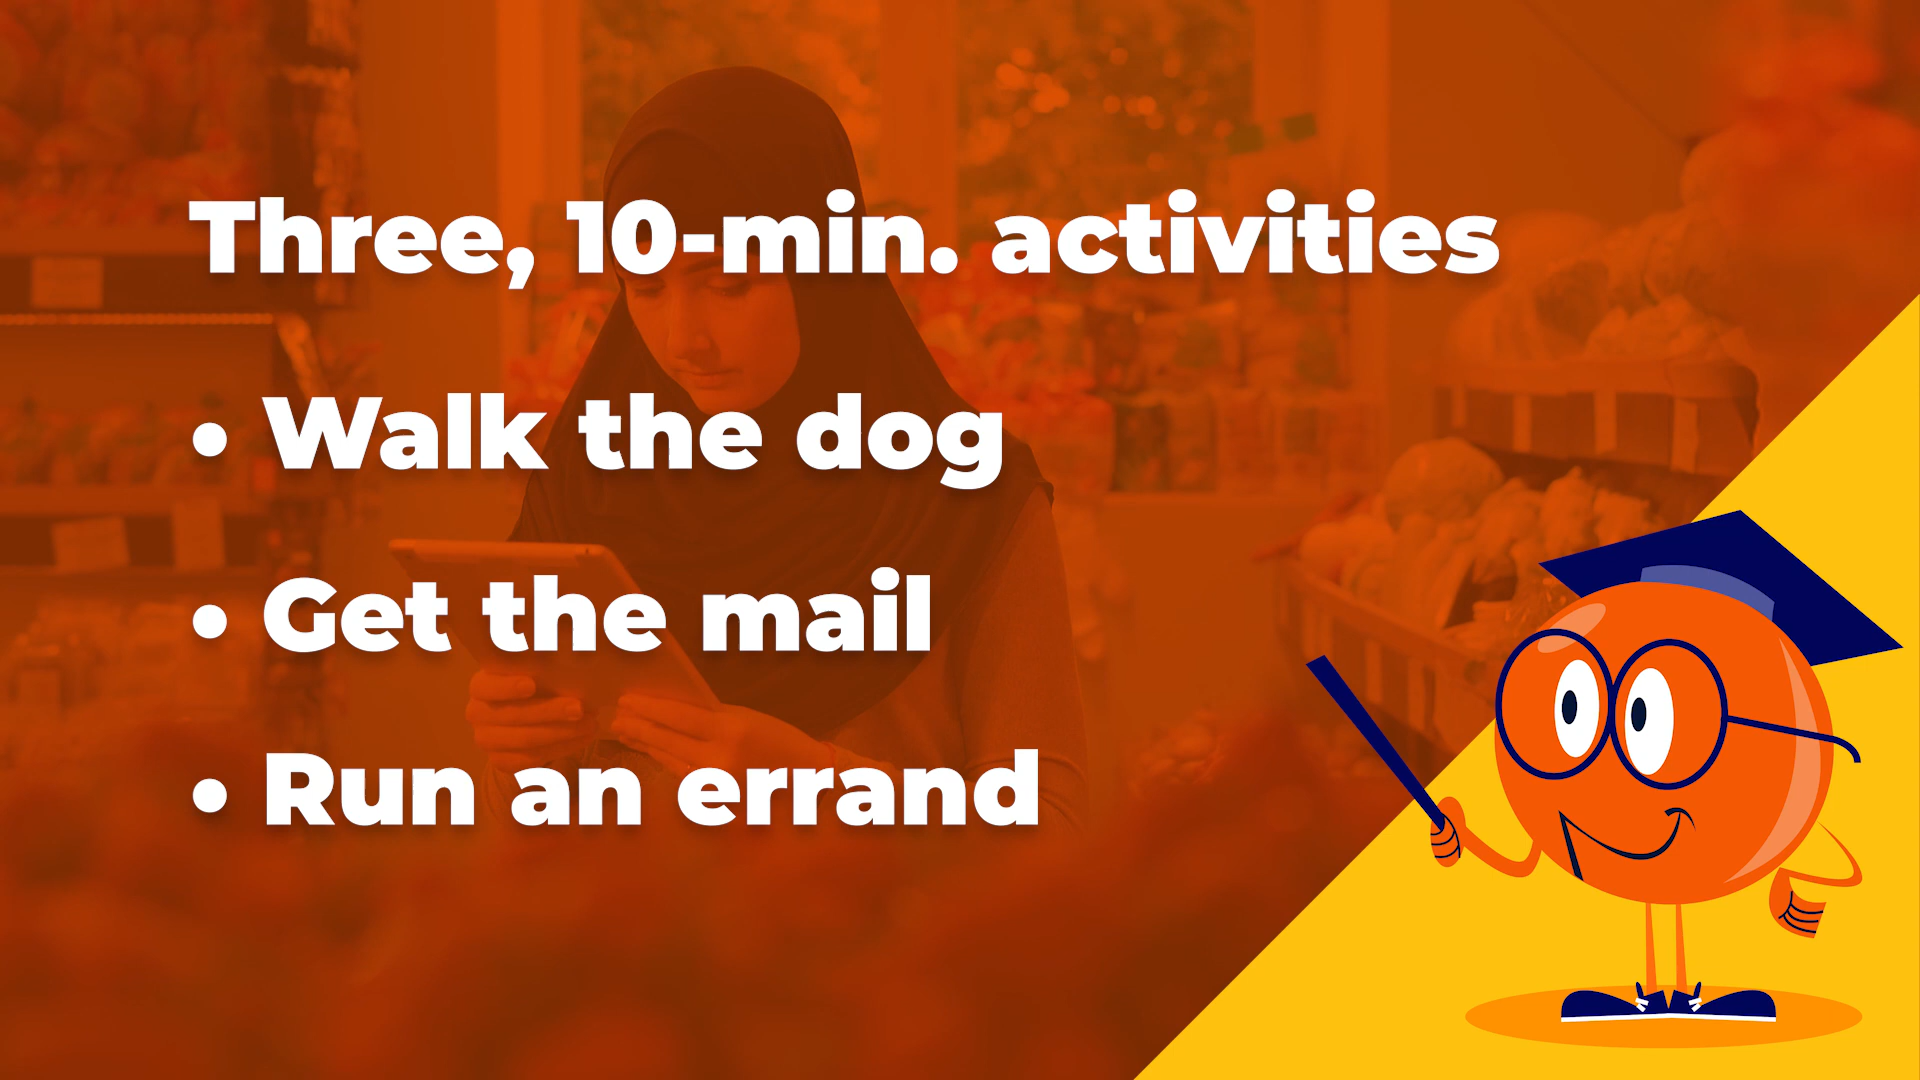 Three, 10-min. activities
• Walk the dog
• Get the mail
• Run an errand